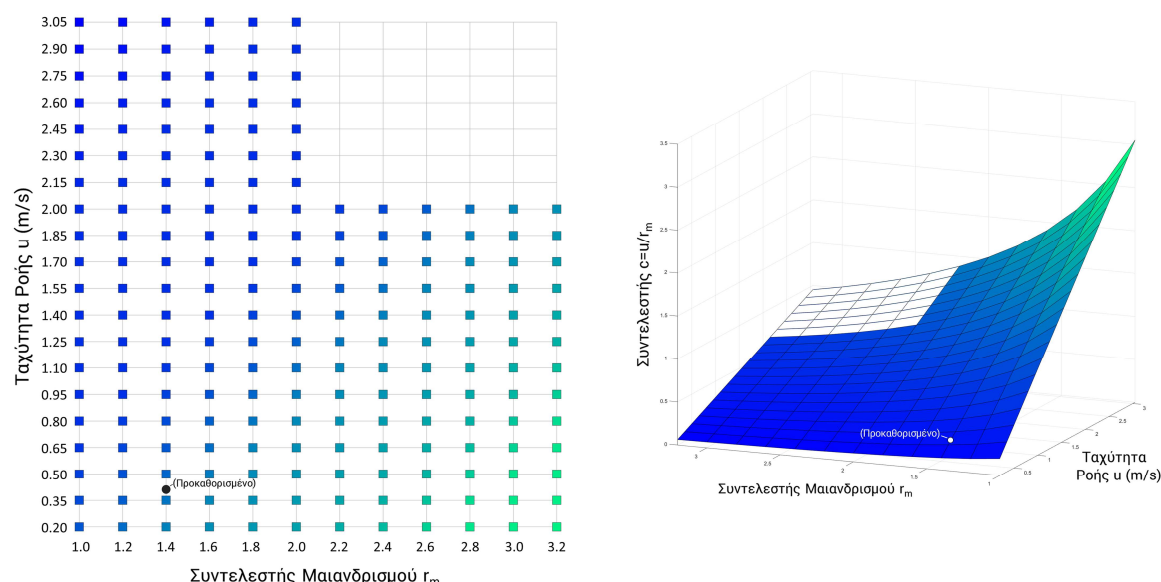 3.05
2.90
2.75
2.60
2.45
2.30
2.15
2.00
1.85
1.70
1.55
1.40
1.25
1.10
0.95
0.80
0.65
0.50
0.35
0.20
Ταχύτητα Ροής u (m/s)
(Προκαθορισμένο)
1.0 1.2 1.4 1.6 1.8 2.0 2.2 2.4 2.6 2.8 3.0 3.2
Συντελεστής Μαιανδρισμού rm
3.5
3
2.5
2
1.5
1
0.5
0
Συντελεστής c=u/rm
(Προκαθορισμένο)
3 2.5 2 1.5 1
Συντελεστής Μαιανδρισμού rm
0.5 1 1.5 2 2.5 3
Ταχύτητα
Ροής u (m/s)